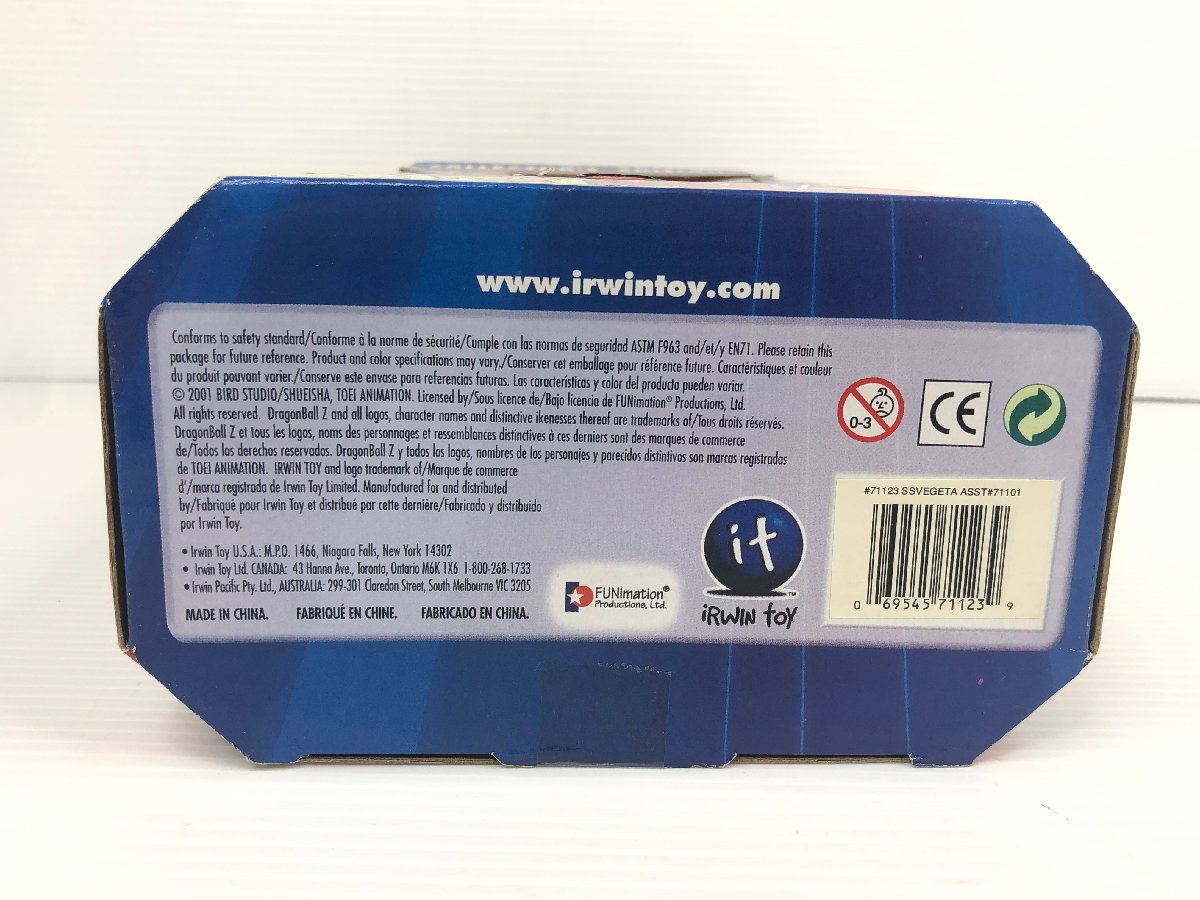 www.irwintoy.com
Conforms to safety standard/Conforme à la norme de sécurité/Cumple con las normas de seguridad ASTM F963 and/et/y EN71. Please retain this
package for future reference. Product and color specifications may vary./Conserver cet emballage pour référence future. Caractéristiques et couleur
du produit pouvant varier./Conserve este envase para referencias futuras. Las características y color del producto pueden variar.
© 2001 BIRD STUDIO/SHUEISHA, TOEI ANIMATION. Licensed by/Sous licence de/Bajo licencia de FUNimation® Productions, Ltd.
All rights reserved. DragonBall Z and all logos, character names and distinctive ikenesses thereof are trademarks of/Tous droits réservés.
DragonBall Z et tous les logos, noms des personnages et ressemblances distinctives à ces derniers sont des marques de commerce
de/Todos los derechos reservados. DragonBall Z y todos los logos, nombres de los personajes y parecidos distintivos son marcas registradas
de TOEI ANIMATION. IRWIN TOY and logo trademark of/Marque de commerce
d'/marca registrada de Irwin Toy Limited. Manufactured for and distributed
by/Fabriqué pour Irwin Toy et distribué par cette dernière/Fabricado y distribuido
por Irwin Toy.
• Irwin Toy U.S.A.: M.P.O. 1466, Niagara Falls, New York 14302
• Irwin Toy Ltd. CANADA: 43 Hanna Ave., Toronto, Ontario M6K 1X6 1-800-268-1733
• Irwin Pacific Pty. Ltd., AUSTRALIA: 299-301 Claredon Street, South Melbourne VIC 3205
MADE IN CHINA. FABRIQUÉ EN CHINE. FABRICADO EN CHINA.
FUNimation®
Productions, Ltd.
it™
iRWIN toY
0-3
CE
#71123 SSVEGETA ASST#71101
0 69545 71123 9